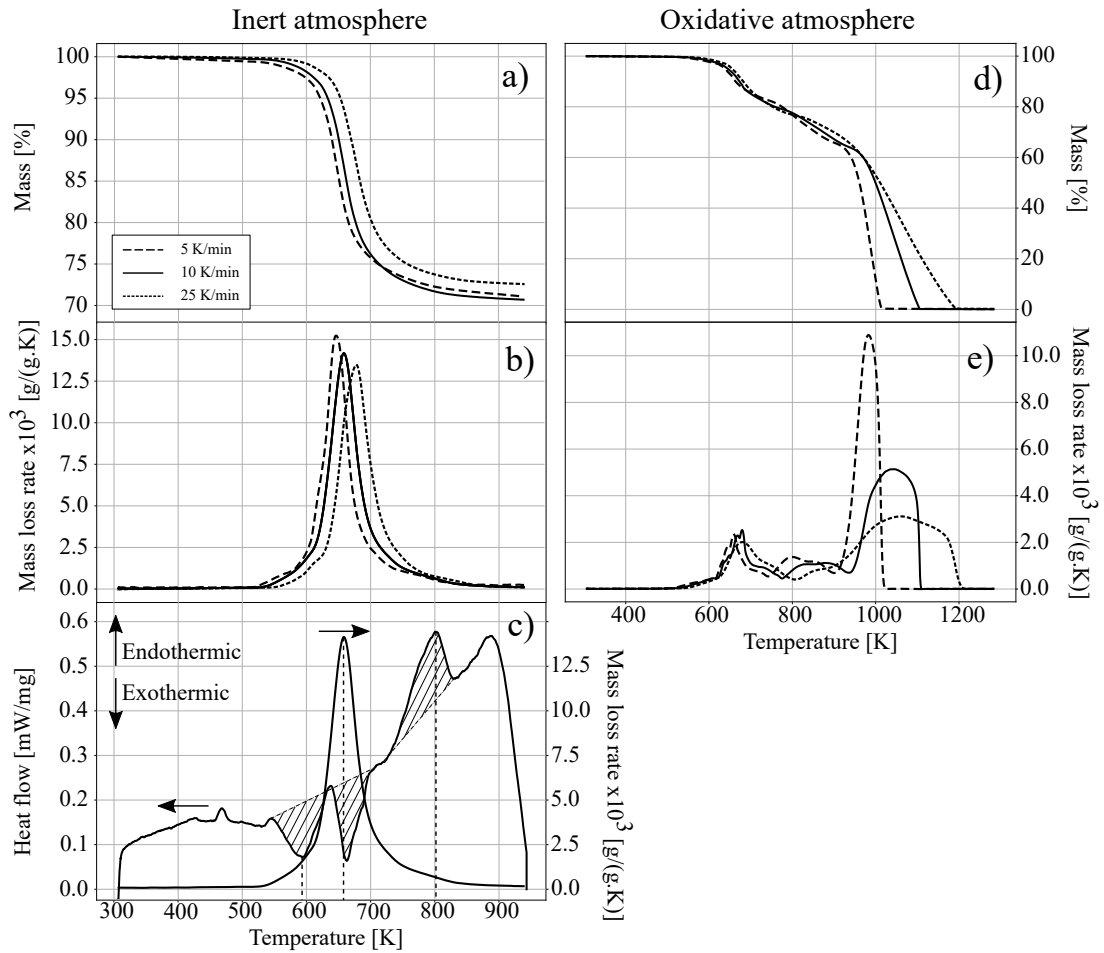 Inert atmosphere
Oxidative atmosphere
a)
Mass [%]
100
95
90
85
80
75
70
5 K/min
10 K/min
25 K/min
d)
100
80
60
40
20
0
Mass [%]
b)
Mass loss rate x10³ [g/(g.K)]
15.0
12.5
10.0
7.5
5.0
2.5
0.0
e)
10.0
8.0
6.0
4.0
2.0
0.0
Mass loss rate x10³ [g/(g.K)]
400
600
800
1000
1200
Temperature [K]
c)
Endothermic
Exothermic
Heat flow [mW/mg]
0.6
0.5
0.4
0.3
0.2
0.1
0.0
12.5
10.0
7.5
5.0
2.5
0.0
Mass loss rate x10³ [g/(g.K)]
300
400
500
600
700
800
900
Temperature [K]